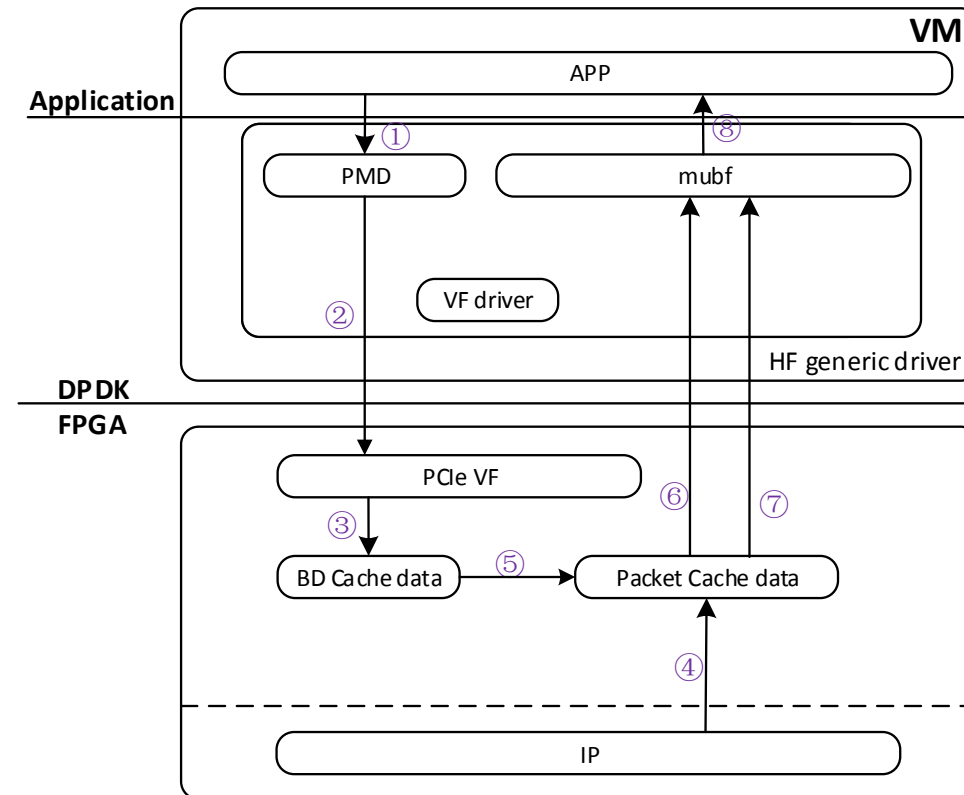 VM
APP
Application
①
⑧
PMD
mubf
VF driver
②
HF generic driver
DPDK
FPGA
PCIe VF
⑥
⑦
③
BD Cache data
⑤
Packet Cache data
④
IP